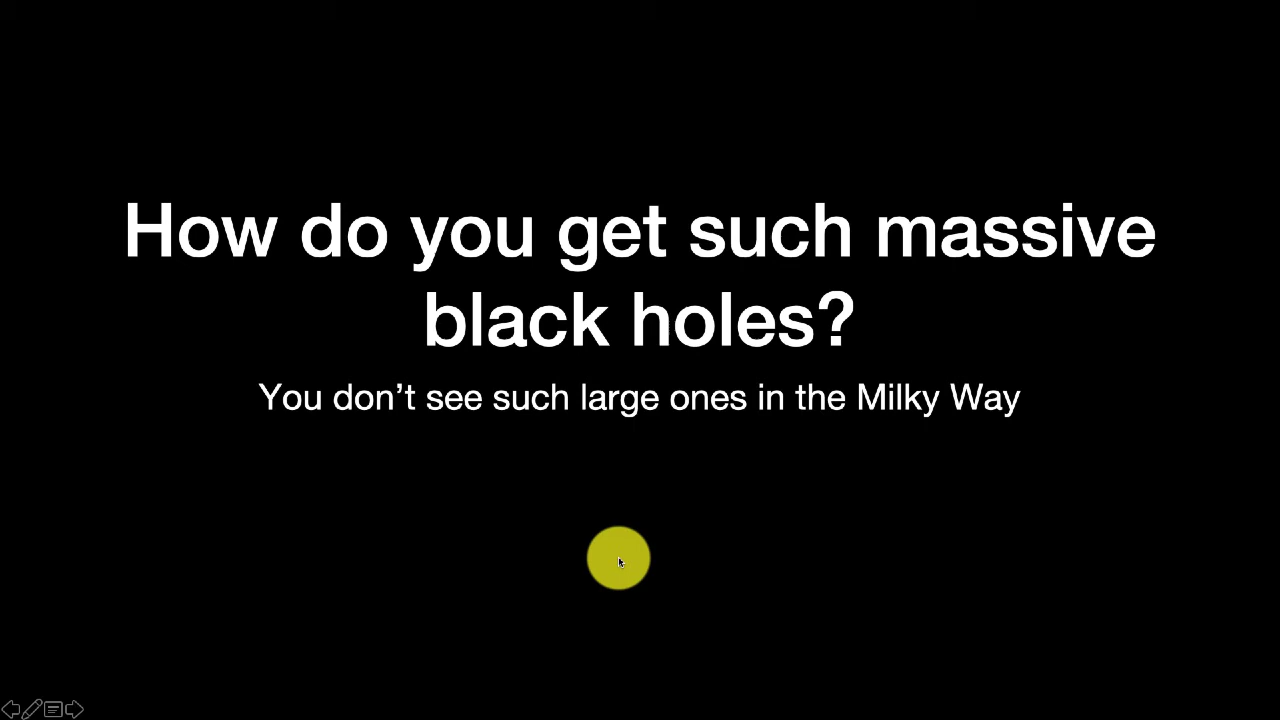 How do you get such massive
black holes?
You don’t see such large ones in the Milky Way